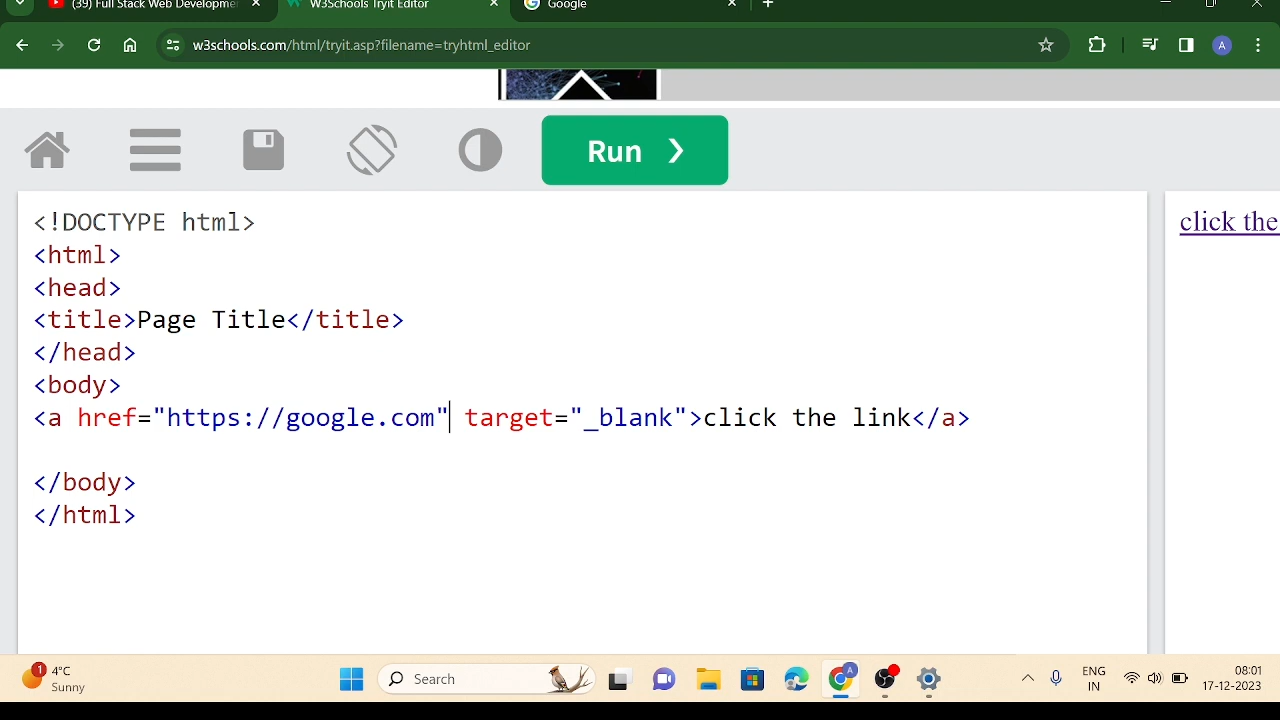 (39) Full Stack Web Developmen
W3Schools Tryit Editor
Google
w3schools.com/html/tryit.asp?filename=tryhtml_editor
A
Run
<!DOCTYPE html>
<html>
<head>
<title>Page Title</title>
</head>
<body>
<a href="https://google.com" target="_blank">click the link</a>
</body>
</html>
click the
1
4°C
Sunny
Search
A
ENG
IN
08:01
17-12-2023